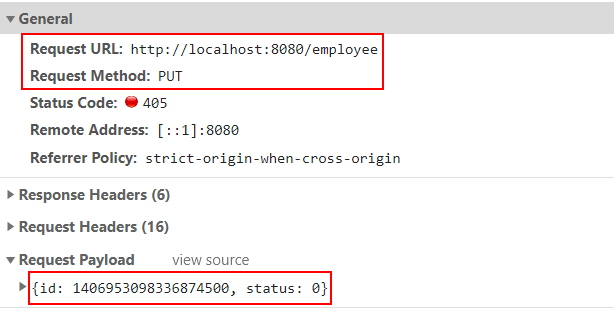 General
Request URL: http://localhost:8080/employee
Request Method: PUT
Status Code: 405
Remote Address: [::1]:8080
Referrer Policy: strict-origin-when-cross-origin
Response Headers (6)
Request Headers (16)
Request Payload view source
{id: 1406953098336874500, status: 0}